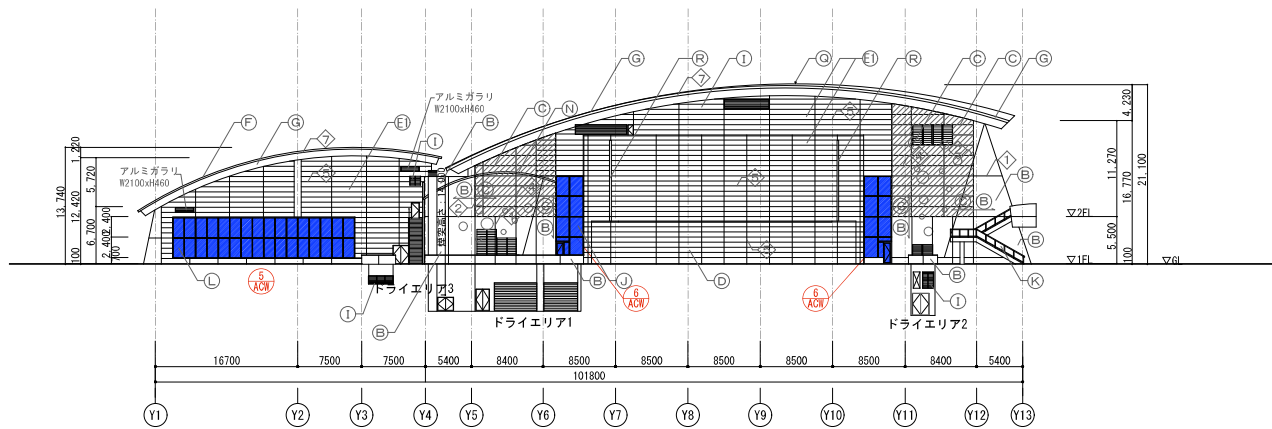 G R 7 I Q E1 R C C G
アルミガラリ
W2100xH460
F G 7 E1 I B C N
アルミガラリ
W2100xH460
13,740
1,220
5,720
12,420
6,700
2,400
2,400
700
100
4,230
11,270
16,770
21,100
5,500
100
1
B
B
B
2
B
B
▽2FL
▽1FL
▽GL
B
L
5
ACW
I
ドライエリア3
B
B
J
6
ACW
D
6
ACW
B
I
K
ドライエリア1
ドライエリア2
16700 7500 7500 5400 8400 8500 8500 8500 8500 8500 8400 5400
101800
Y1 Y2 Y3 Y4 Y5 Y6 Y7 Y8 Y9 Y10 Y11 Y12 Y13